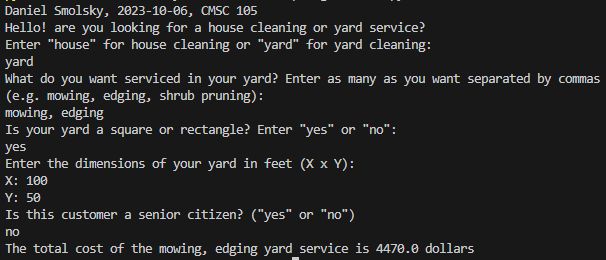 Daniel Smolsky, 2023-10-06, CMSC 105
Hello! are you looking for a house cleaning or yard service?
Enter "house" for house cleaning or "yard" for yard cleaning:
yard
What do you want serviced in your yard? Enter as many as you want separated by commas
(e.g. mowing, edging, shrub pruning):
mowing, edging
Is your yard a square or rectangle? Enter "yes" or "no":
yes
Enter the dimensions of your yard in feet (X x Y):
X: 100
Y: 50
Is this customer a senior citizen? ("yes" or "no")
no
The total cost of the mowing, edging yard service is 4470.0 dollars